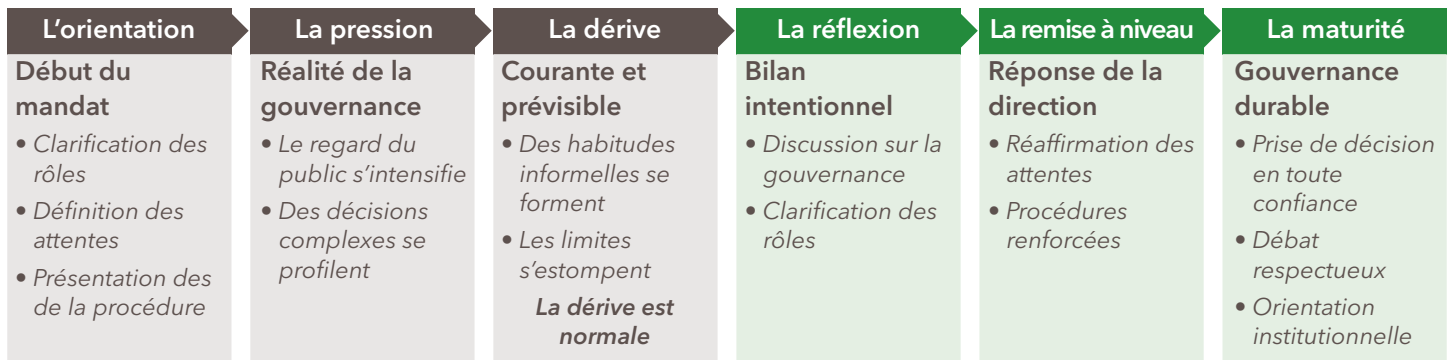 L'orientation
Début du
mandat
• Clarification des
rôles
• Définition des
attentes
• Présentation des
de la procédure
La pression
Réalité de la
gouvernance
• Le regard du
public s'intensifie
• Des décisions
complexes se
profilent
La dérive
Courante et
prévisible
• Des habitudes
informelles se
forment
• Les limites
s'estompent
La dérive est
normale
La réflexion
Bilan
intentionnel
• Discussion sur la
gouvernance
• Clarification des
rôles
La remise à niveau
Réponse de la
direction
• Réaffirmation des
attentes
• Procédures
renforcées
La maturité
Gouvernance
durable
• Prise de décision
en toute
confiance
• Débat
respectueux
• Orientation
institutionnelle